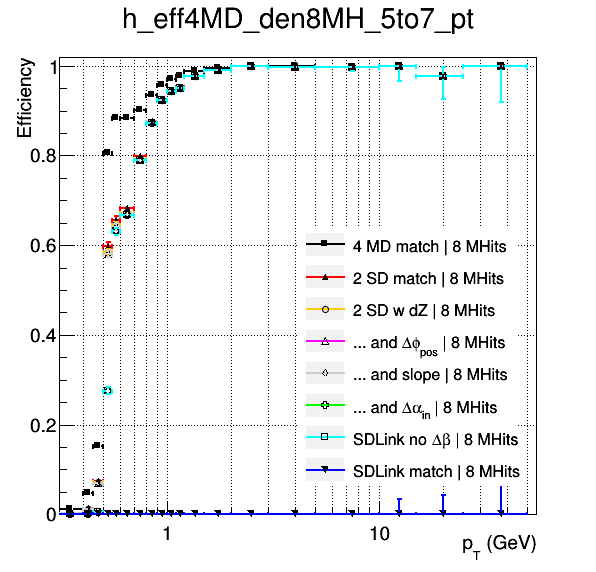 h_eff4MD_den8MH_5to7_pt
Efficiency
1
0.8
0.6
0.4
0.2
0
4 MD match | 8 MHits
2 SD match | 8 MHits
2 SD w dZ | 8 MHits
... and Δϕpos | 8 MHits
... and slope | 8 MHits
... and Δαin | 8 MHits
SDLink no Δβ | 8 MHits
SDLink match | 8 MHits
1 10
pT (GeV)